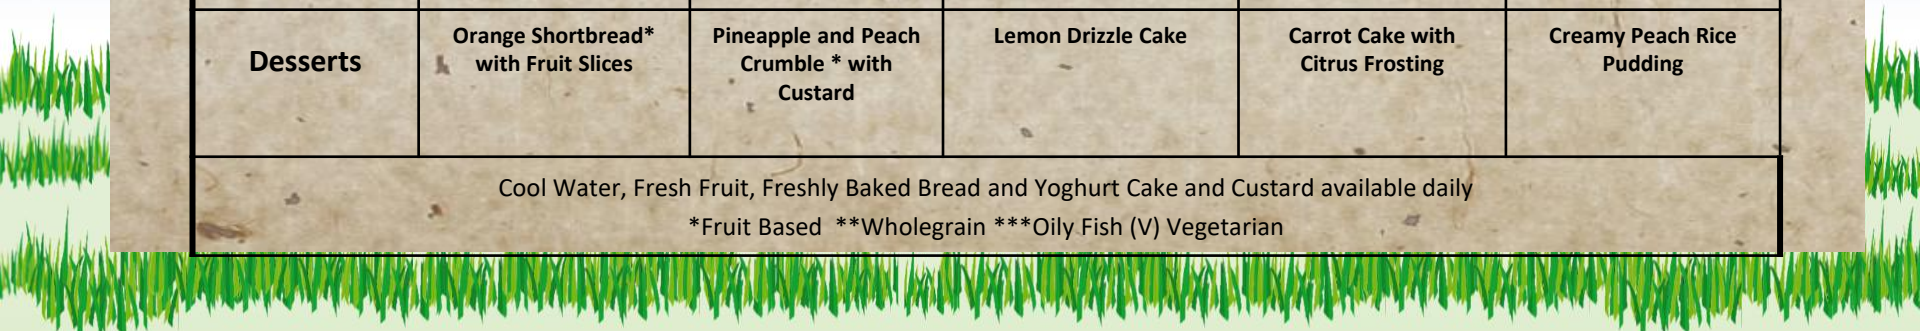 Desserts
Orange Shortbread*
with Fruit Slices
Pineapple and Peach
Crumble * with
Custard
Lemon Drizzle Cake
Carrot Cake with
Citrus Frosting
Creamy Peach Rice
Pudding
Cool Water, Fresh Fruit, Freshly Baked Bread and Yoghurt Cake and Custard available daily
*Fruit Based  **Wholegrain ***Oily Fish (V) Vegetarian